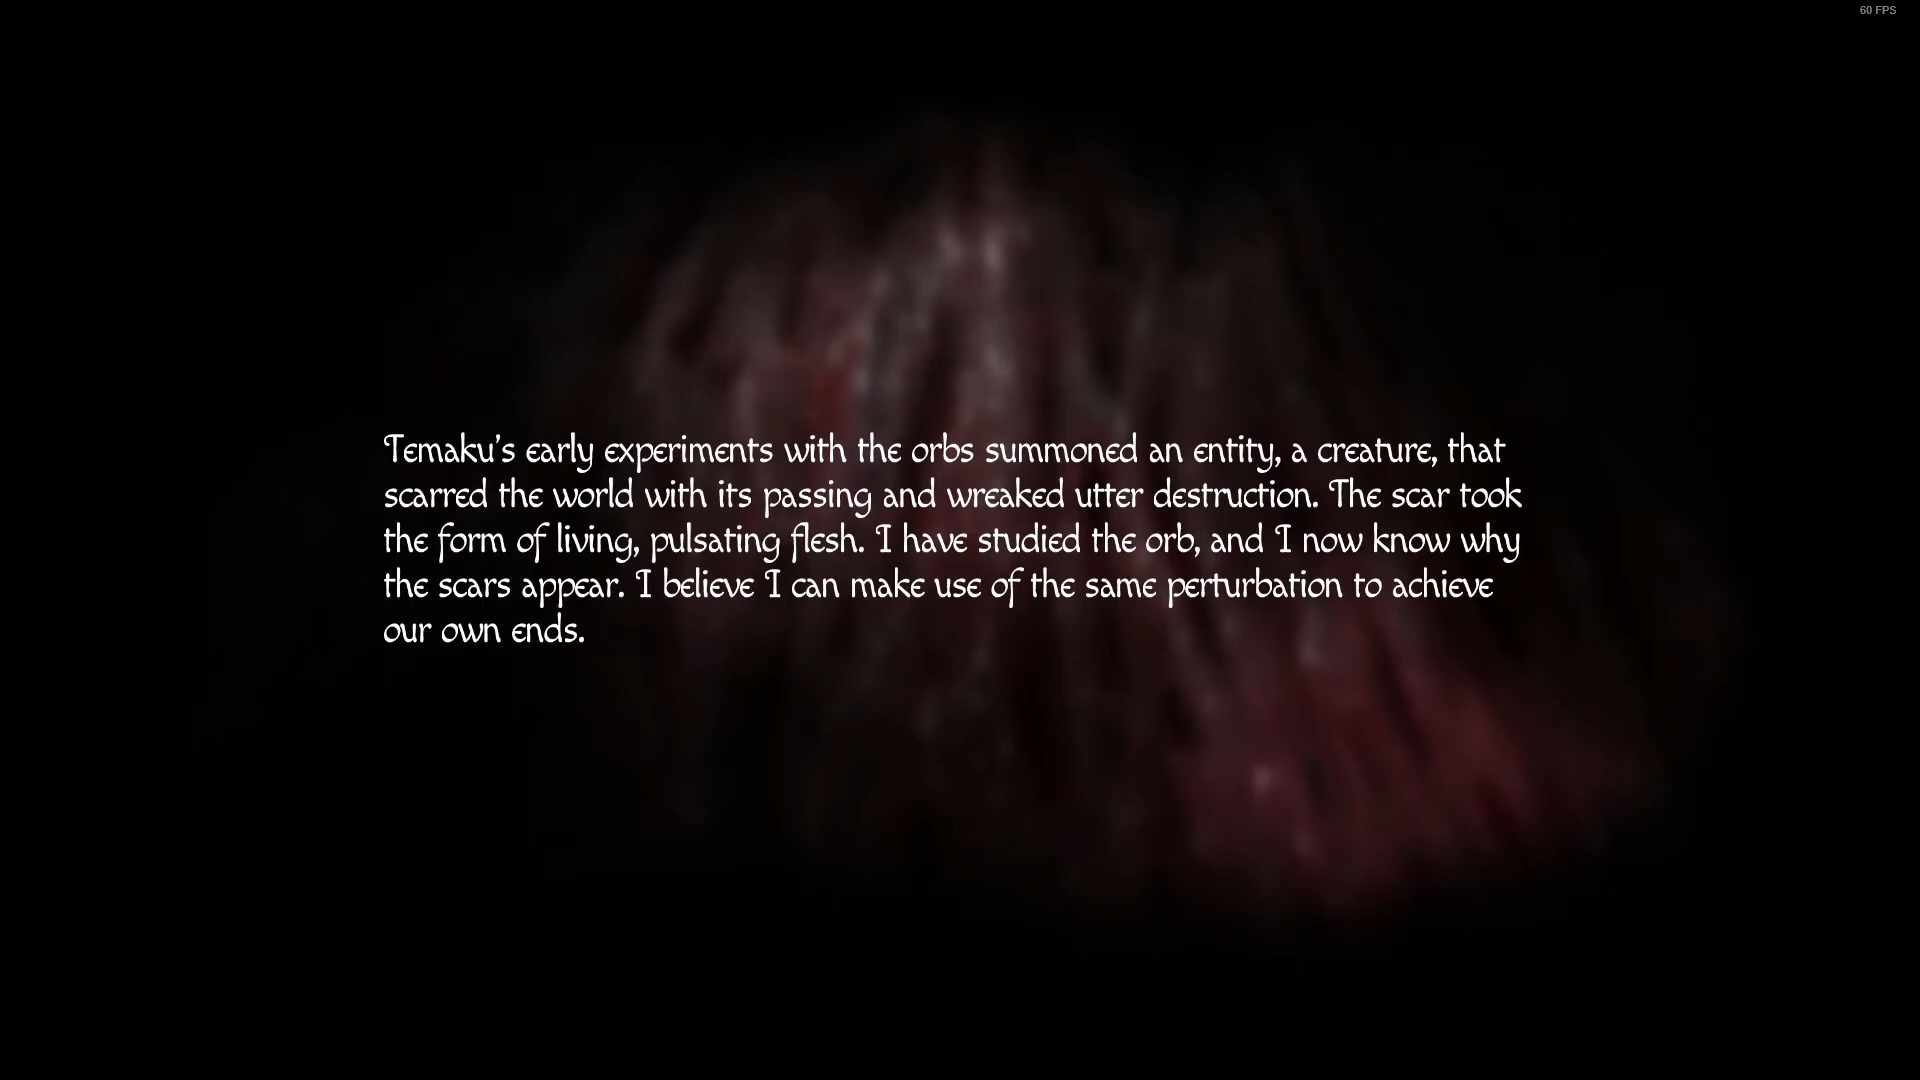 60 FPS
Temaku's early experiments with the orbs summoned an entity, a creature, that
scarred the world with its passing and wreaked utter destruction. The scar took
the form of living, pulsating flesh. I have studied the orb, and I now know why
the scars appear. I believe I can make use of the same perturbation to achieve
our own ends.